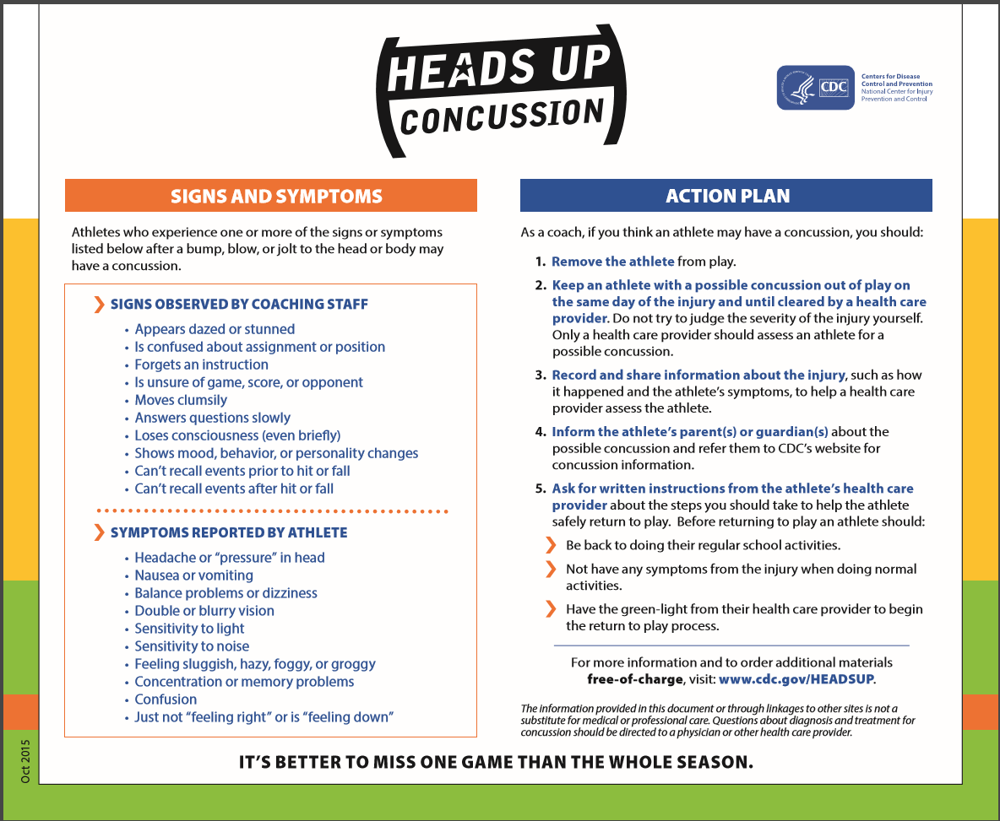 HEADS UP
CONCUSSION
CDC
Centers for Disease
Control and Prevention
National Center for Injury
Prevention and Control
SIGNS AND SYMPTOMS
Athletes who experience one or more of the signs or symptoms
listed below after a bump, blow, or jolt to the head or body may
have a concussion.
❯ SIGNS OBSERVED BY COACHING STAFF
• Appears dazed or stunned
• Is confused about assignment or position
• Forgets an instruction
• Is unsure of game, score, or opponent
• Moves clumsily
• Answers questions slowly
• Loses consciousness (even briefly)
• Shows mood, behavior, or personality changes
• Can't recall events prior to hit or fall
• Can't recall events after hit or fall
❯ SYMPTOMS REPORTED BY ATHLETE
• Headache or "pressure" in head
• Nausea or vomiting
• Balance problems or dizziness
• Double or blurry vision
• Sensitivity to light
• Sensitivity to noise
• Feeling sluggish, hazy, foggy, or groggy
• Concentration or memory problems
• Confusion
• Just not "feeling right" or is "feeling down"
ACTION PLAN
As a coach, if you think an athlete may have a concussion, you should:
1. Remove the athlete from play.
2. Keep an athlete with a possible concussion out of play on
the same day of the injury and until cleared by a health care
provider. Do not try to judge the severity of the injury yourself.
Only a health care provider should assess an athlete for a
possible concussion.
3. Record and share information about the injury, such as how
it happened and the athlete's symptoms, to help a health care
provider assess the athlete.
4. Inform the athlete's parent(s) or guardian(s) about the
possible concussion and refer them to CDC's website for
concussion information.
5. Ask for written instructions from the athlete's health care
provider about the steps you should take to help the athlete
safely return to play. Before returning to play an athlete should:
❯ Be back to doing their regular school activities.
❯ Not have any symptoms from the injury when doing normal
activities.
❯ Have the green-light from their health care provider to begin
the return to play process.
For more information and to order additional materials
free-of-charge, visit: www.cdc.gov/HEADSUP.
The information provided in this document or through linkages to other sites is not a
substitute for medical or professional care. Questions about diagnosis and treatment for
concussion should be directed to a physician or other health care provider.
IT'S BETTER TO MISS ONE GAME THAN THE WHOLE SEASON.
Oct 2015